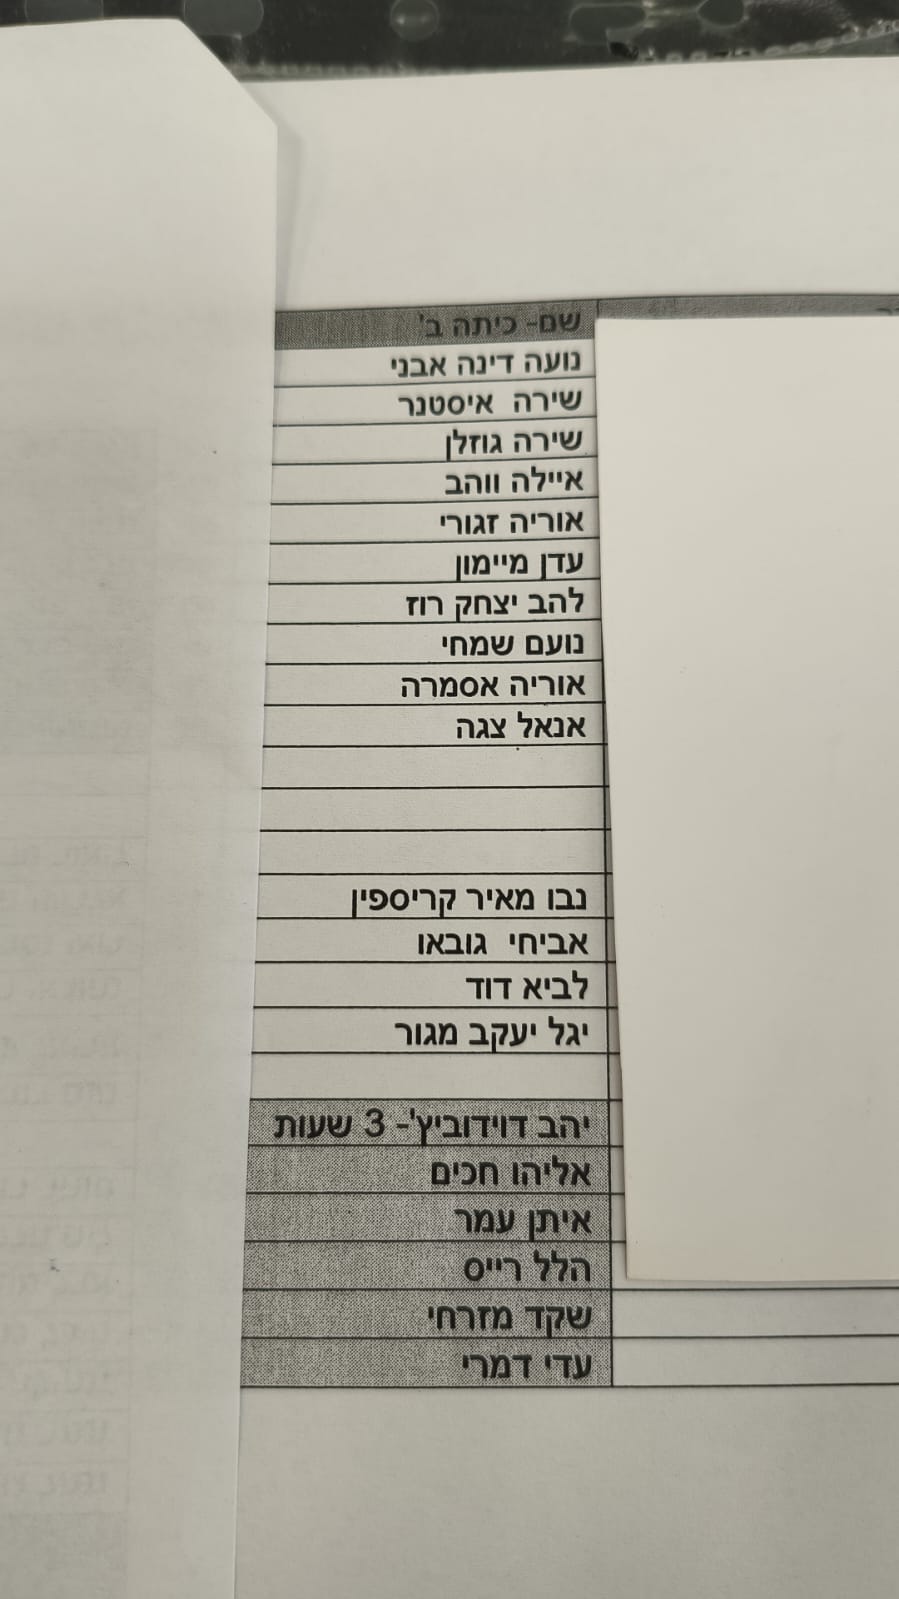 שם- כיתה ב'
נועה דינה אבני
שירה איסטנר
שירה גוזלן
איילה ווהב
אוריה זגורי
עדן מיימון
להב יצחק רוז
נועם שמחי
אוריה אסמרה
אנאל צגה
נבו מאיר קריספין
אביחי גובאו
לביא דוד
יגל יעקב מגור
יהב דוידוביץ'- 3 שעות
אליהו חכים
איתן עמר
הלל רייס
שקד מזרחי
עדי דמרי